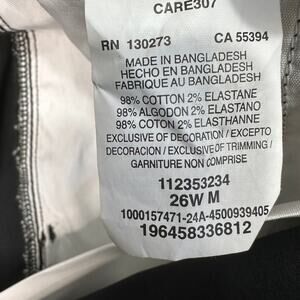 CARE307
RN 130273 CA 55394
MADE IN BANGLADESH
HECHO EN BANGLADESH
FABRIQUE AU BANGLADESH
98% COTTON 2% ELASTANE
98% ALGODON 2% ELASTANO
98% COTON 2% ELASTHANNE
EXCLUSIVE OF DECORATION / EXCEPTO
DECORACION / EXCLUSIVE OF TRIMMING /
GARNITURE NON COMPRISE
112353234
26W M
1000157471-24A-4500939405
196458336812